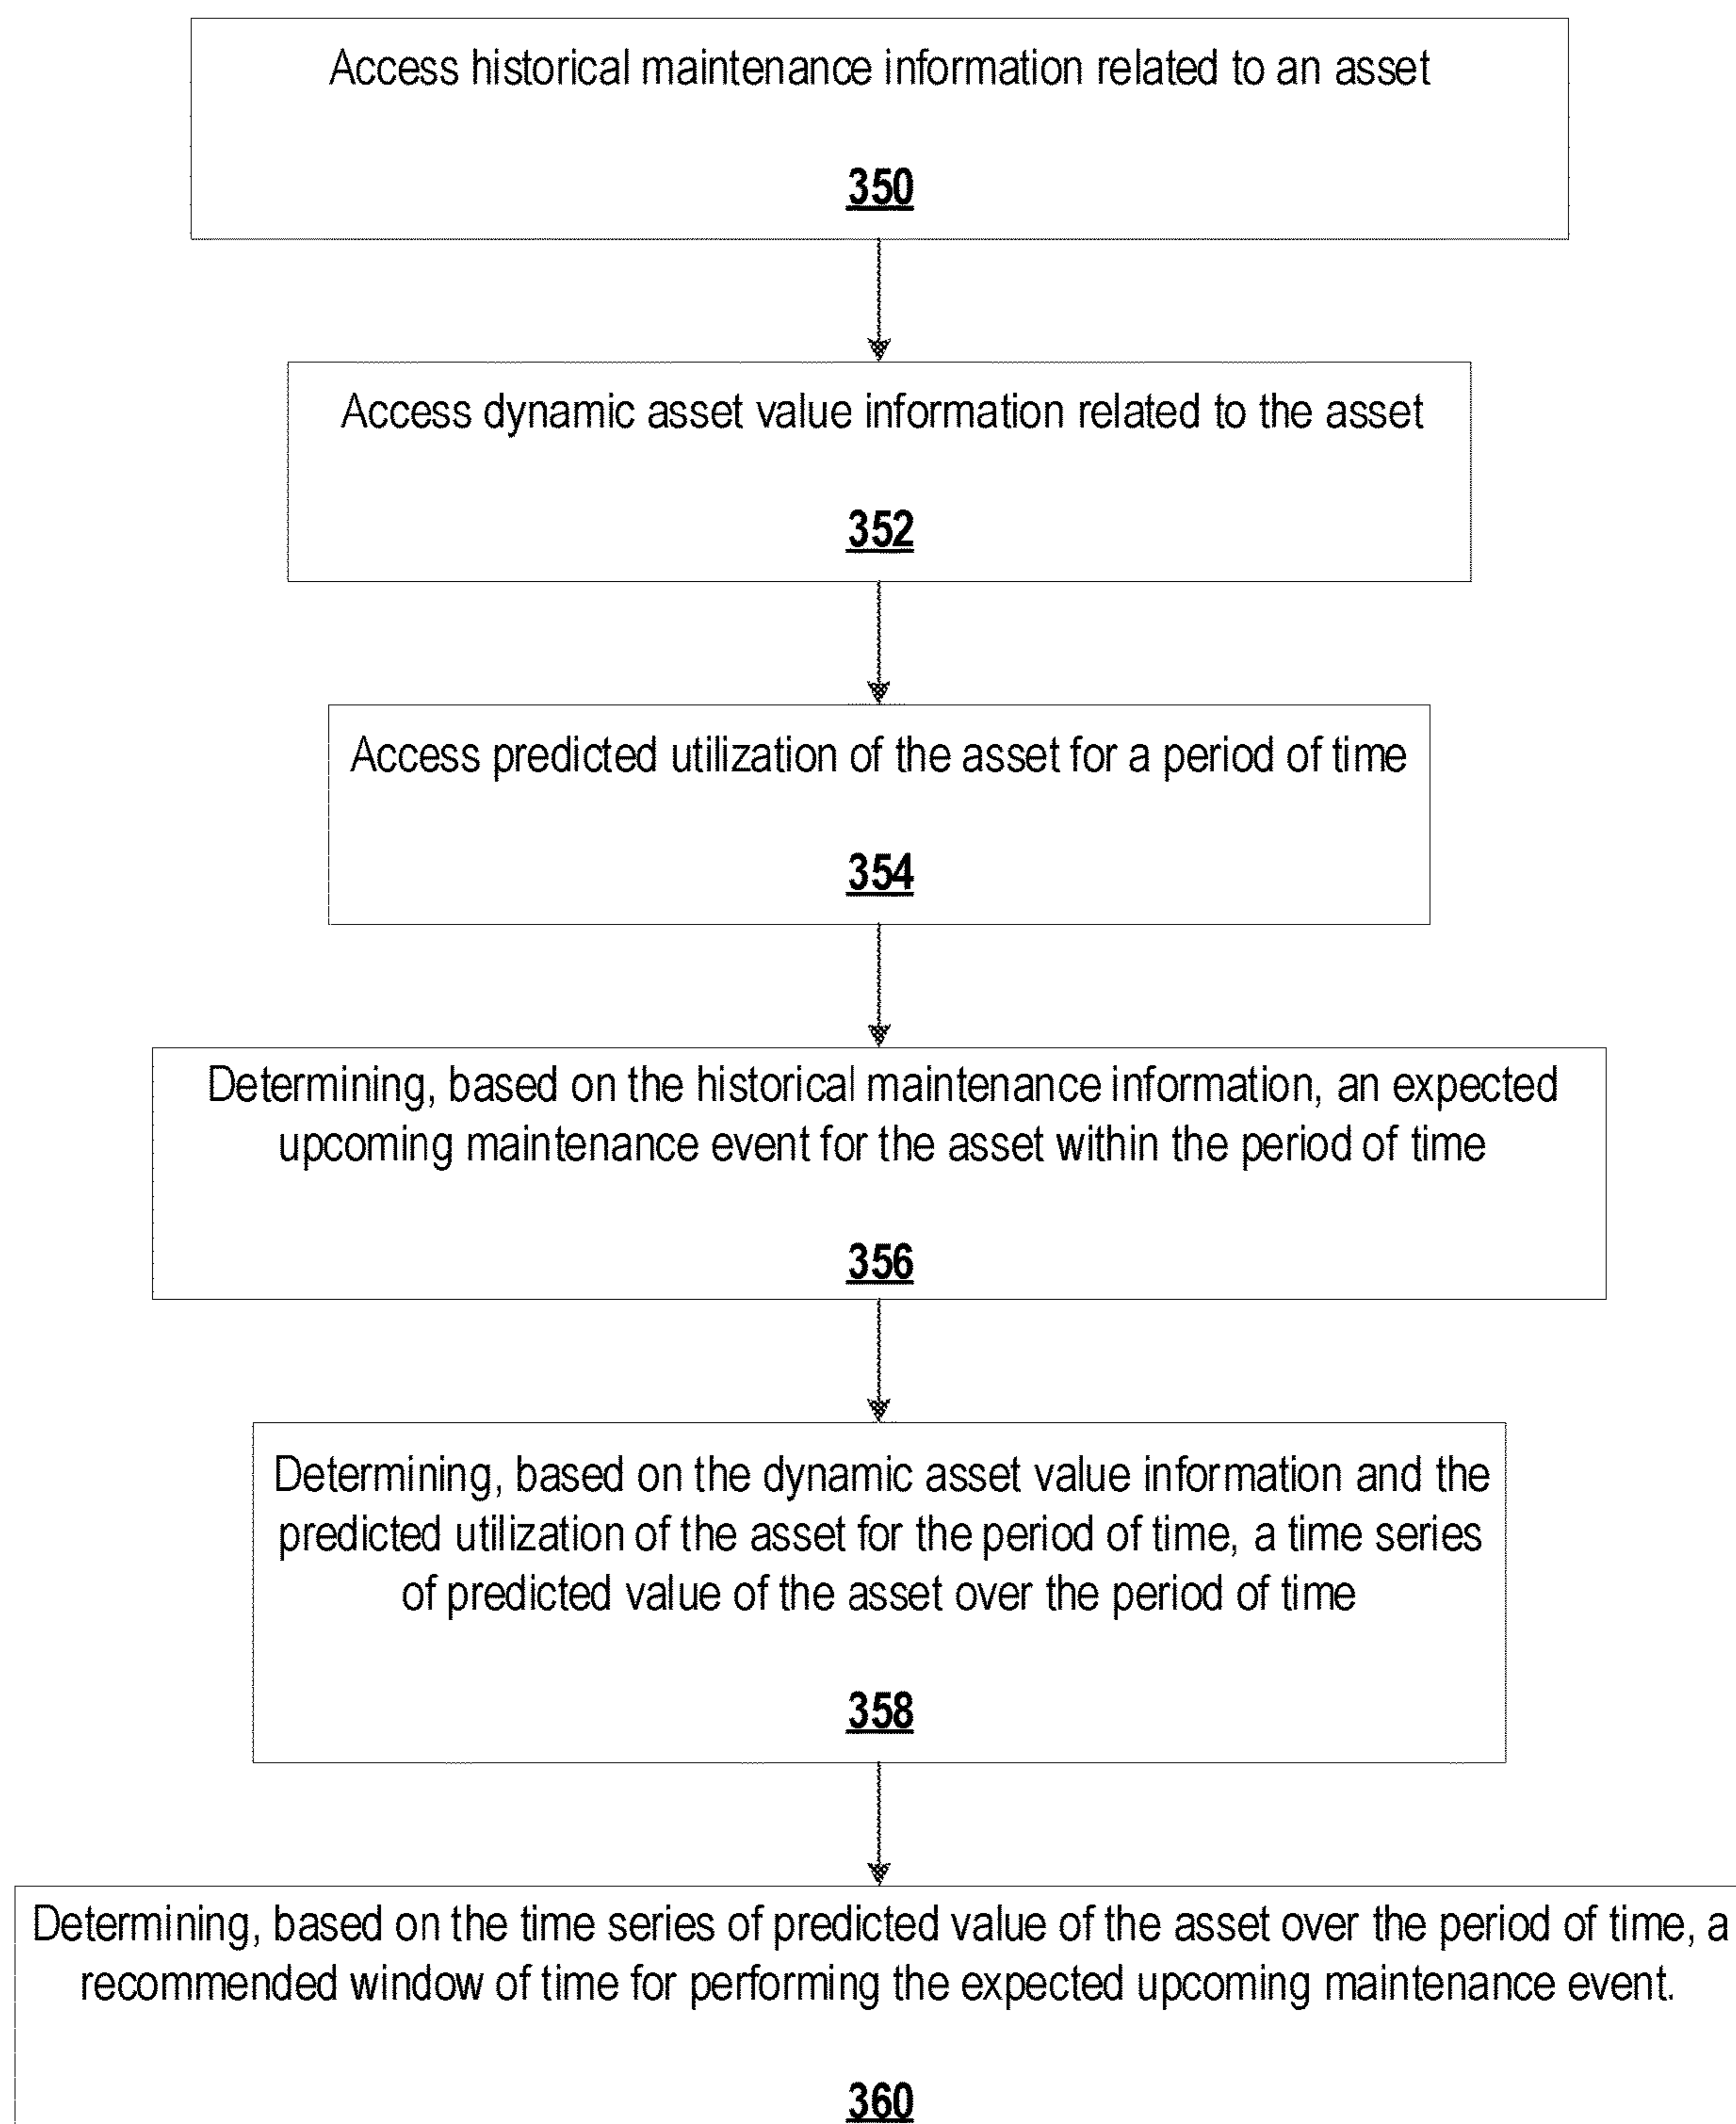 Access historical maintenance information related to an asset
350
Access dynamic asset value information related to the asset
352
Access predicted utilization of the asset for a period of time
354
Determining, based on the historical maintenance information, an expected
upcoming maintenance event for the asset within the period of time
356
Determining, based on the dynamic asset value information and the
predicted utilization of the asset for the period of time, a time series
of predicted value of the asset over the period of time
358
Determining, based on the time series of predicted value of the asset over the period of time, a
recommended window of time for performing the expected upcoming maintenance event.
360